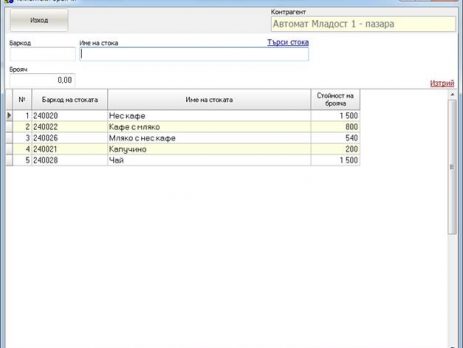 Контрагент
Изход
Автомат Младост 1 - пазара
Баркод Име на стока Търси стока
Брояч
0,00
Изтрий
№ Баркод на стоката Име на стоката Стойност на брояча
1 240020 Нес кафе 1 500
2 240022 Кафе с мляко 800
3 240026 Мляко с нес кафе 540
4 240021 Капучино 200
5 240028 Чай 1 500